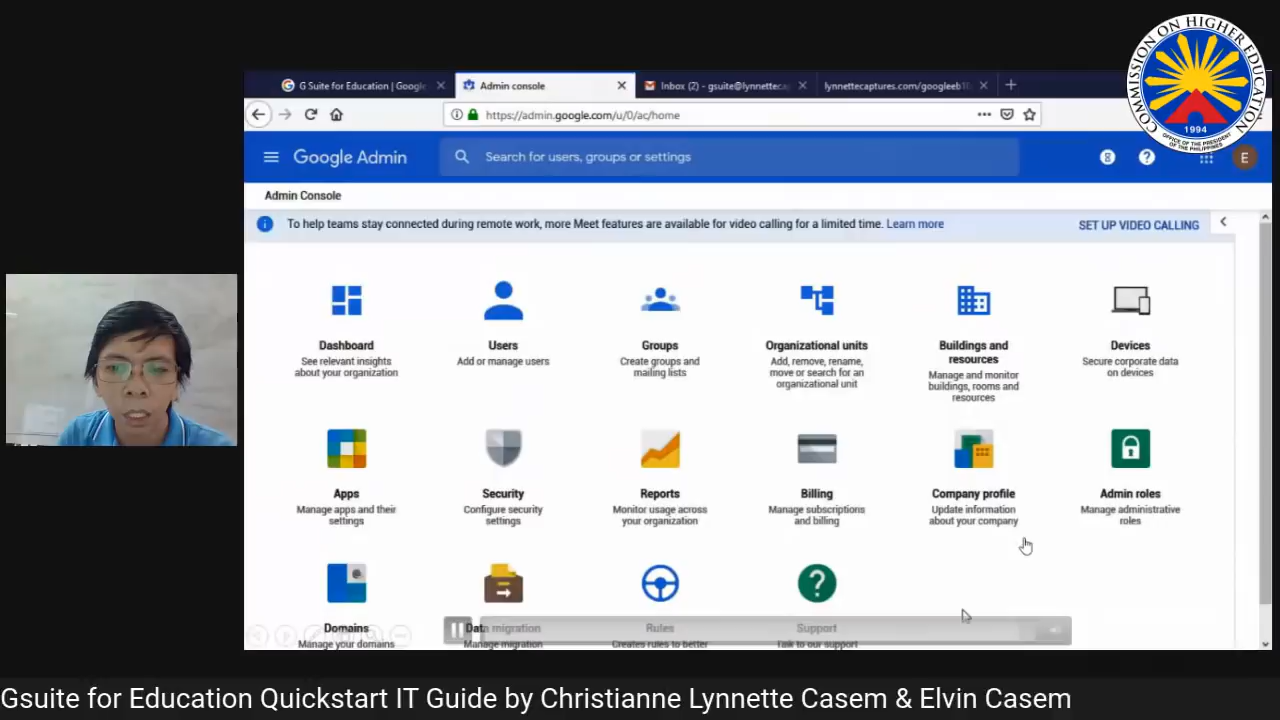 COMMISSION ON HIGHER EDUCATION
1994
OFFICE OF THE PRESIDENT
OF THE PHILIPPINES
G Suite for Education | Google
Admin console
Inbox (2) - gsuite@lynnetteca
lynnettecaptures.com/googleeb10
https://admin.google.com/u/0/ac/home
Google Admin
Search for users, groups or settings
E
Admin Console
To help teams stay connected during remote work, more Meet features are available for video calling for a limited time. Learn more
SET UP VIDEO CALLING
Dashboard
See relevant insights
about your organization
Users
Add or manage users
Groups
Create groups and
mailing lists
Organizational units
Add, remove, rename,
move or search for an
organizational unit
Buildings and
resources
Manage and monitor
buildings, rooms and
resources
Devices
Secure corporate data
on devices
Apps
Manage apps and their
settings
Security
Configure security
settings
Reports
Monitor usage across
your organization
Billing
Manage subscriptions
and billing
Company profile
Update information
about your company
Admin roles
Manage administrative
roles
Domains
Manage your domains
Data migration
Manage migration
Rules
Creates rules to better
Support
Talk to our support
Gsuite for Education Quickstart IT Guide by Christianne Lynnette Casem & Elvin Casem